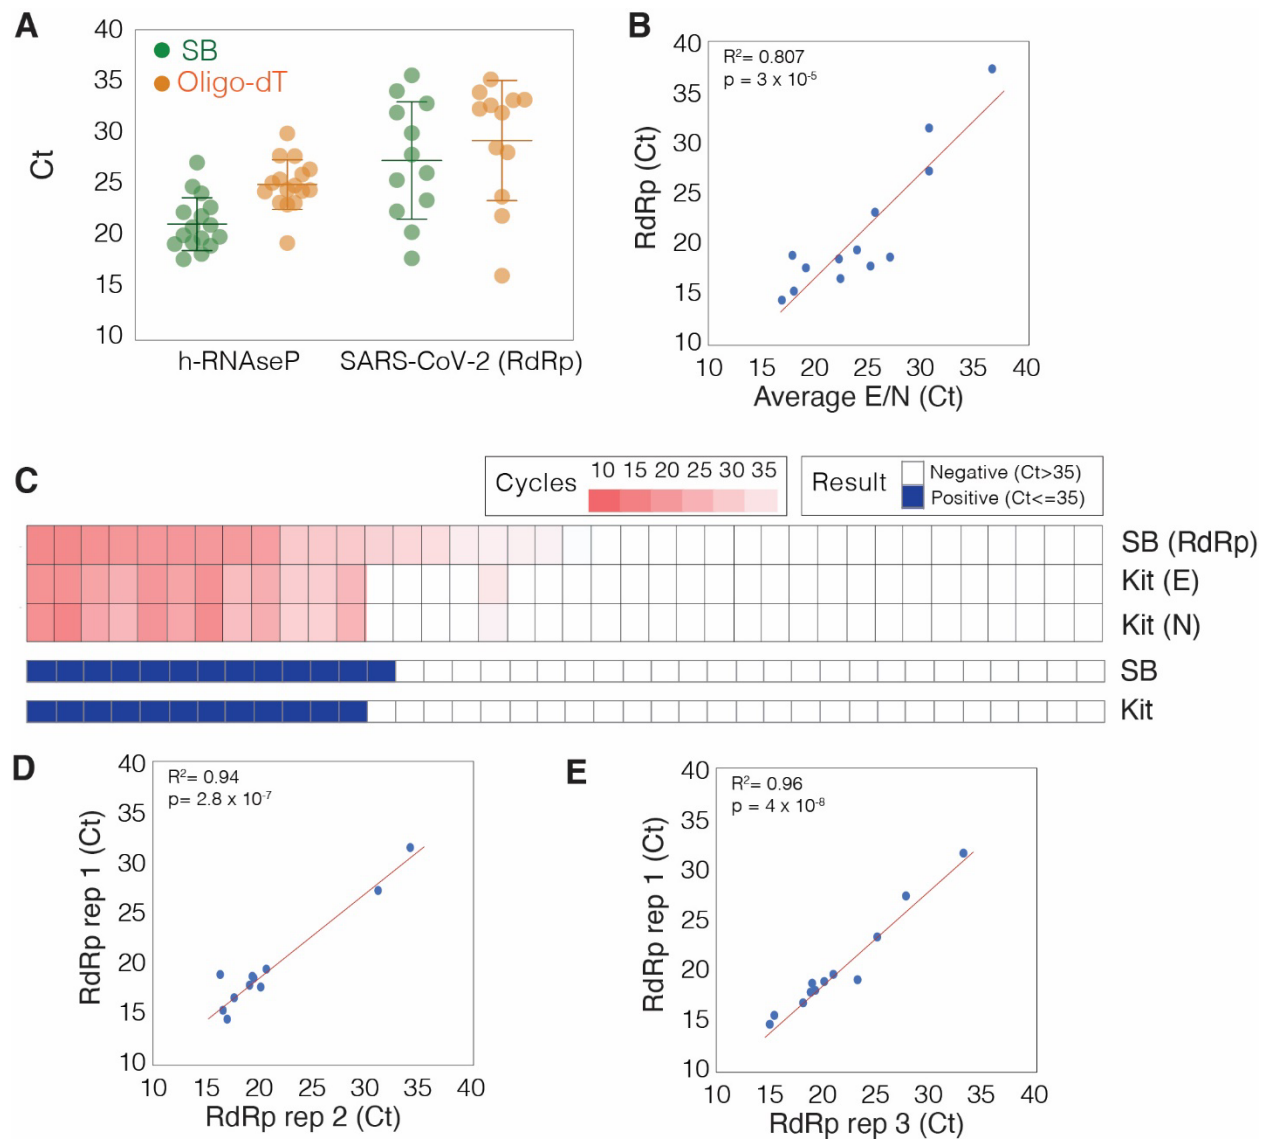 A
40
35
30
25
20
15
10
Ct
SB
Oligo-dT
h-RNAseP
SARS-CoV-2 (RdRp)
B
40
35
30
25
20
15
10
RdRp (Ct)
R²= 0.807
p = 3 x 10⁻⁵
10 15 20 25 30 35 40
Average E/N (Ct)
C
Cycles
10 15 20 25 30 35
Result
Negative (Ct>35)
Positive (Ct<=35)
SB (RdRp)
Kit (E)
Kit (N)
SB
Kit
D
40
35
30
25
20
15
10
RdRp rep 1 (Ct)
R²= 0.94
p= 2.8 x 10⁻⁷
10 15 20 25 30 35 40
RdRp rep 2 (Ct)
E
40
35
30
25
20
15
10
RdRp rep 1 (Ct)
R²= 0.96
p = 4 x 10⁻⁸
10 15 20 25 30 35 40
RdRp rep 3 (Ct)